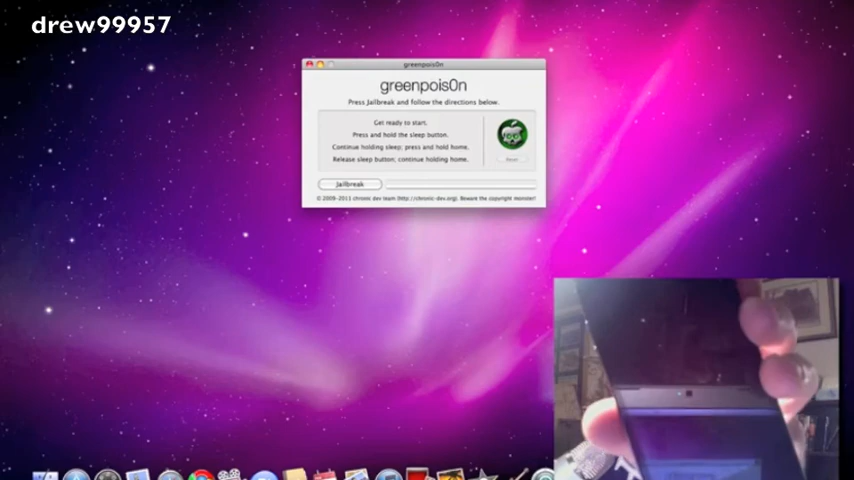 drew99957
greenpois0n
greenpois0n
Press Jailbreak and follow the directions below.
Get ready to start.
Press and hold the sleep button.
Continue holding sleep; press and hold home.
Release sleep button; continue holding home.
Reset
Jailbreak
© 2009-2011 chronic dev team (http://chronic-dev.org). Beware the copyright monster!